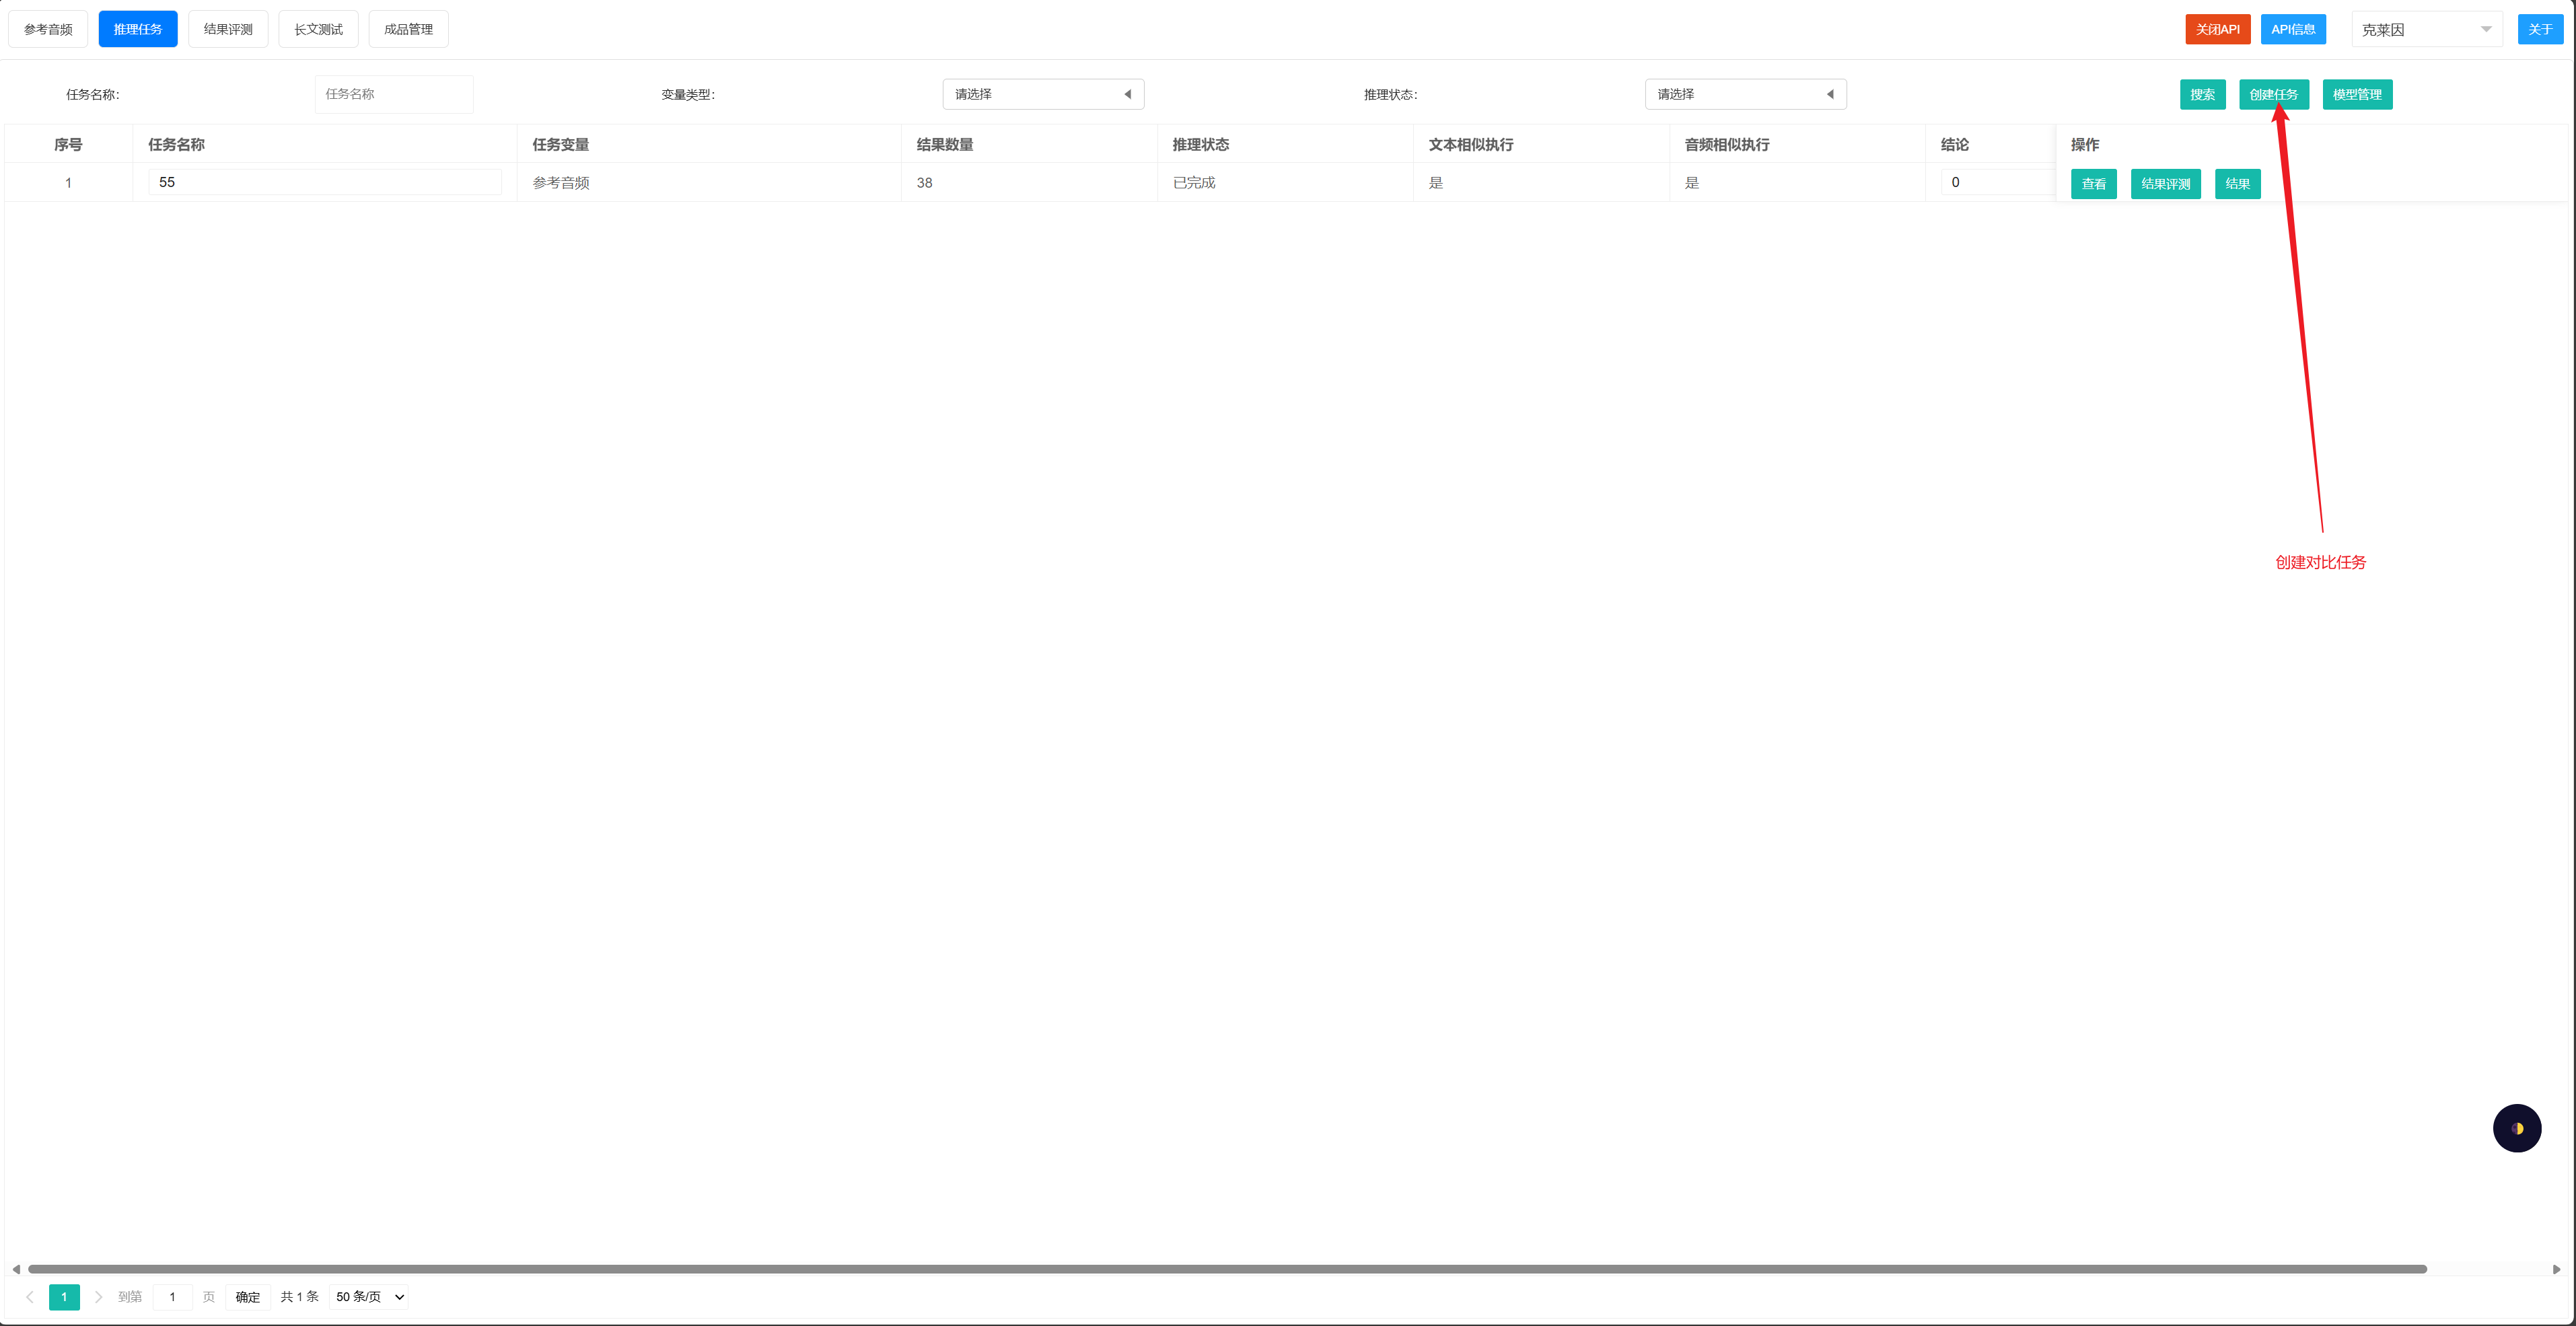 参考音频 推理任务 结果评测 长文测试 成品管理 关闭API API信息 克莱因 关于
任务名称: 任务名称 变量类型: 请选择 推理状态: 请选择 搜索 创建任务 模型管理
序号 任务名称 任务变量 结果数量 推理状态 文本相似执行 音频相似执行 结论 操作
1 55 参考音频 38 已完成 是 是 0 查看 结果评测 结果
创建对比任务
1 到第 1 页 确定 共 1 条 50 条/页